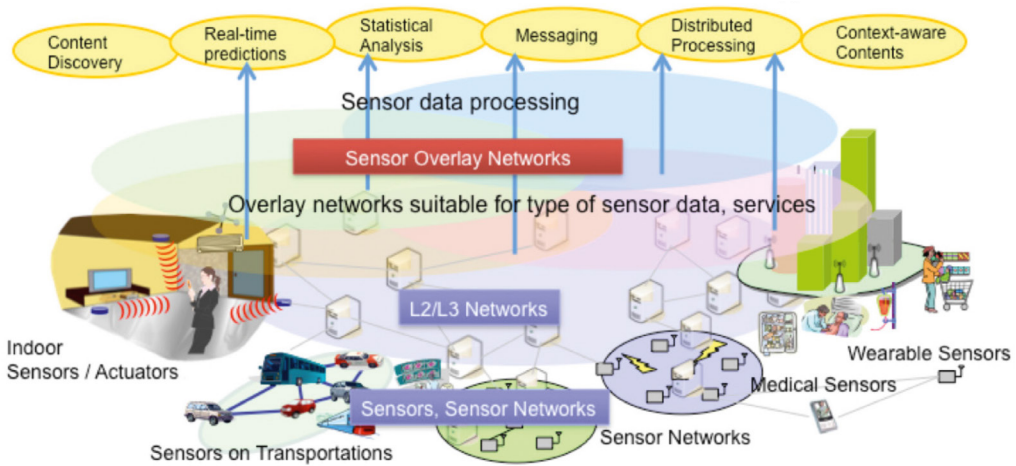 Content
Discovery
Real-time
predictions
Statistical
Analysis
Messaging
Distributed
Processing
Context-aware
Contents
Sensor data processing
Sensor Overlay Networks
Overlay networks suitable for type of sensor data, services
L2/L3 Networks
Indoor
Sensors / Actuators
Wearable Sensors
Medical Sensors
Sensors, Sensor Networks
Sensor Networks
Sensors on Transportations